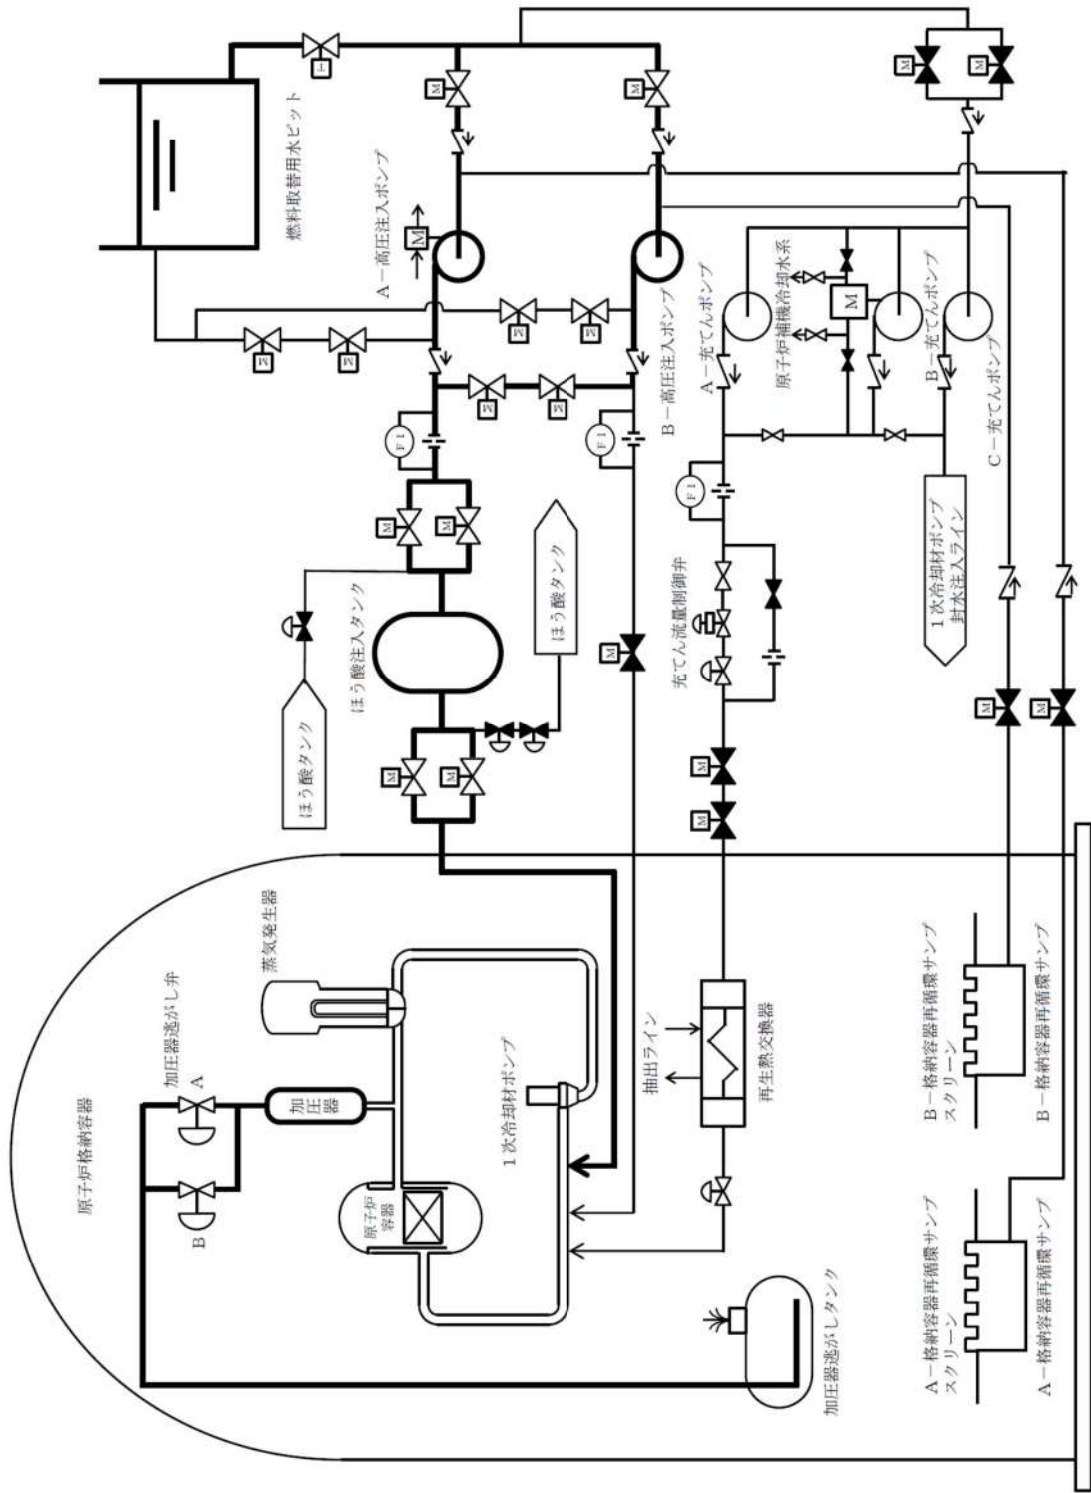 燃料取替用水ピット
T
M
M
M
M
A－高圧注入ポンプ
M
M
M
M
M
B－高圧注入ポンプ
A－充てんポンプ
原子炉補機冷却水系
M
B－充てんポンプ
C－充てんポンプ
M
M
FI
FI
FI
M
M
ほう酸タンク
ほう酸注入タンク
ほう酸タンク
M
充てん流量制御弁
1次冷却材ポンプ
封水注入ライン
M
M
M
M
M
M
原子炉格納容器
加圧器逃がし弁
A
B
蒸気発生器
加圧器
原子炉
容器
1次冷却材ポンプ
抽出ライン
再生熱交換器
加圧器逃がしタンク
B－格納容器再循環サンプ
スクリーン
B－格納容器再循環サンプ
A－格納容器再循環サンプ
スクリーン
A－格納容器再循環サンプ